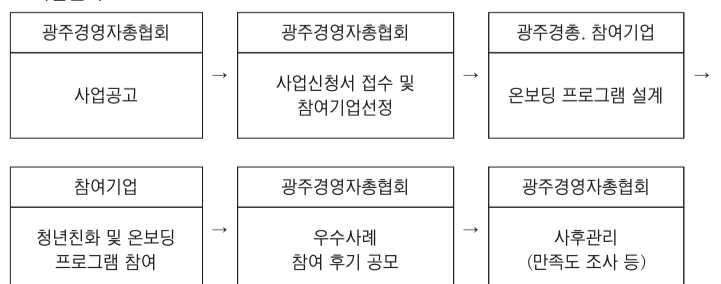 광주경영자총협회
사업공고
→
광주경영자총협회
사업신청서 접수 및
참여기업선정
→
광주경총. 참여기업
온보딩 프로그램 설계
→
참여기업
청년친화 및 온보딩
프로그램 참여
→
광주경영자총협회
우수사례
참여 후기 공모
→
광주경영자총협회
사후관리
(만족도 조사 등)